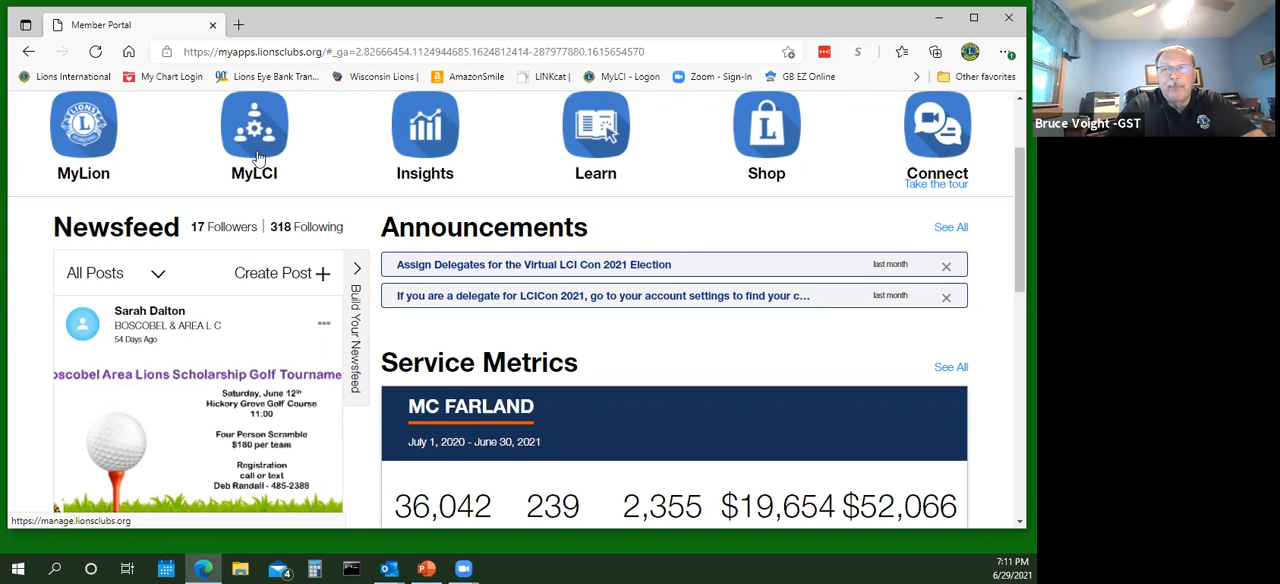 Member Portal
https://myapps.lionsclubs.org/#_ga=2.82666454.1124944685.1624812414-287977880.1615654570
Lions International My Chart Login Lions Eye Bank Tran... Wisconsin Lions | AmazonSmile LINKcat | MyLCI - Logon Zoom - Sign-In GB EZ Online Other favorites
MyLion MyLCI Insights Learn Shop Connect
Take the tour
Newsfeed 17 Followers | 318 Following
All Posts Create Post +
Build Your Newsfeed
Sarah Dalton
BOSCOBEL & AREA L C
54 Days Ago
oscobel Area Lions Scholarship Golf Tourname
Saturday, June 12th
Hickory Grove Golf Course
11:00
Four Person Scramble
$180 per team
Registration
call or text
Deb Randall - 485-2388
Announcements See All
Assign Delegates for the Virtual LCI Con 2021 Election last month
If you are a delegate for LCICon 2021, go to your account settings to find your c... last month
Service Metrics See All
MC FARLAND
July 1, 2020 - June 30, 2021
36,042 239 2,355 $19,654 $52,066
https://manage.lionsclubs.org
Bruce Voight -GST
4
7:11 PM
6/29/2021